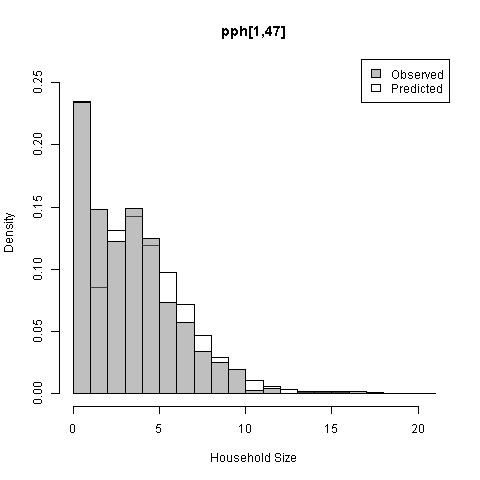 pph[1,47]
Observed
Predicted
0.25
0.20
0.15
0.10
0.05
0.00
Density
0 5 10 15 20
Household Size